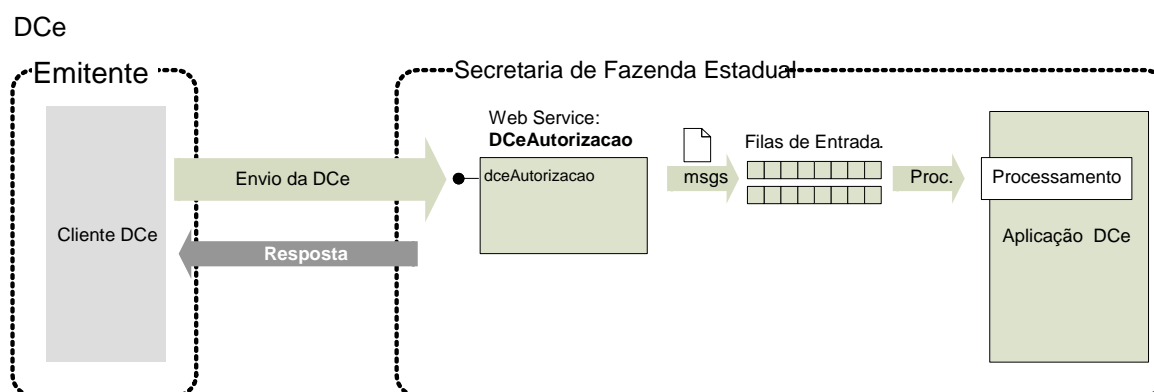 DCe
Emitente
Secretaria de Fazenda Estadual
Web Service:
DCeAutorizacao
Filas de Entrada.
Envio da DCe
dceAutorizacao
msgs
Proc.
Processamento
Cliente DCe
Aplicação DCe
Resposta